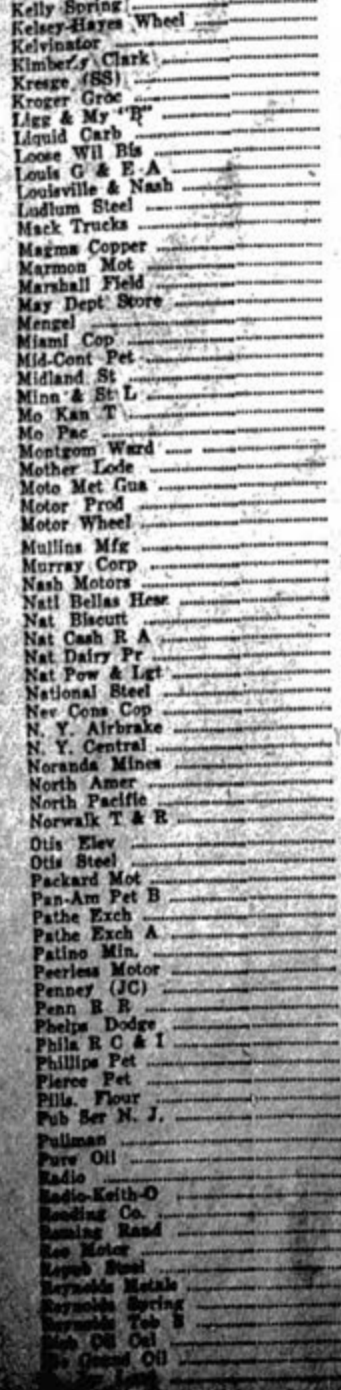 Kelly Spring
Kelsey-Hayes Wheel
Kelvinator
Kimberly Clark
Kresge (SS)
Kroger Groc
Ligg & My "B"
Liquid Carb
Loose Wil Bis
Louis G & E A
Louisville & Nash
Ludlum Steel
Mack Trucks
Magma Copper
Marmon Mot
Marshall Field
May Dept Store
Mengel
Miami Cop
Mid-Cont Pet
Midland St
Minn & St L
Mo Kan T
Mo Pac
Montgom Ward
Mother Lode
Moto Met Gua
Motor Prod
Motor Wheel
Mullins Mfg
Murray Corp
Nash Motors
Natl Bellas Hess
Nat Biscuit
Nat Cash R A
Nat Dairy Pr
Nat Pow & Lgt
National Steel
Nev Cons Cop
N. Y. Airbrake
N. Y. Central
Noranda Mines
North Amer
North Pacific
Norwalk T & R
Otis Elev
Otis Steel
Packard Mot
Pan-Am Pet B
Pathe Exch
Pathe Exch A
Patino Min.
Peerless Motor
Penney (JC)
Penn R R
Phelps Dodge
Phila R C & I
Phillips Pet
Pierce Pet
Pills. Flour
Pub Ser N. J.
Pullman
Pure Oil
Radio
Radio-Keith-O
Reading Co.
Reming Rand
Reo Motor
Repub Steel
Reynolds Metals
Reynolds Spring
Reynolds Tob B
Oil
Oil